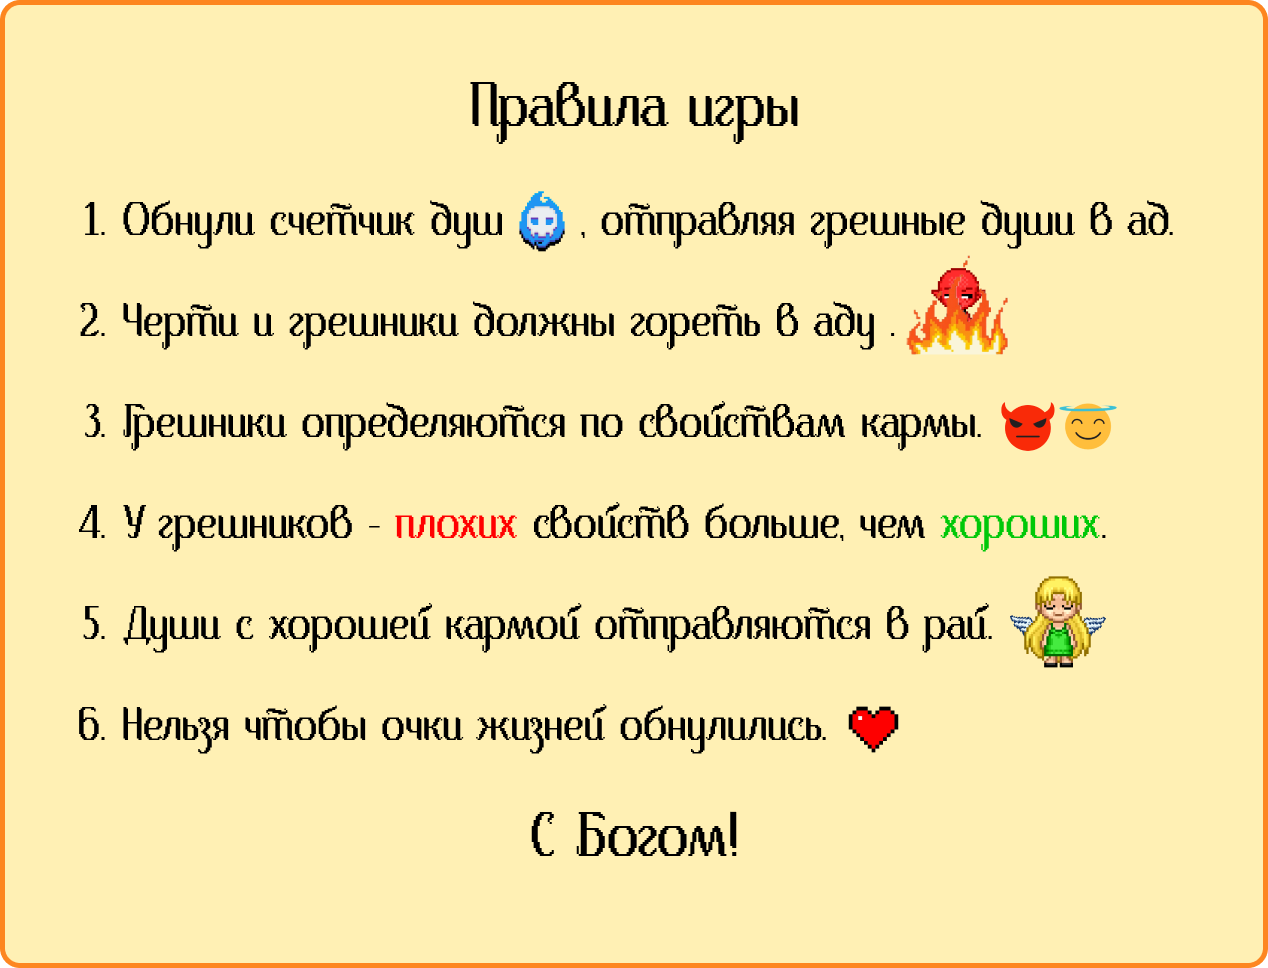 Правила игры
1. Обнули счетчик душ , отправляя грешные души в ад.
2. Черти и грешники должны гореть в аду .
3. Грешники определяются по свойствам кармы.
4. У грешников - плохих свойств больше, чем хороших.
5. Души с хорошей кармой отправляются в рай.
6. Нельзя чтобы очки жизней обнулились.
С Богом!